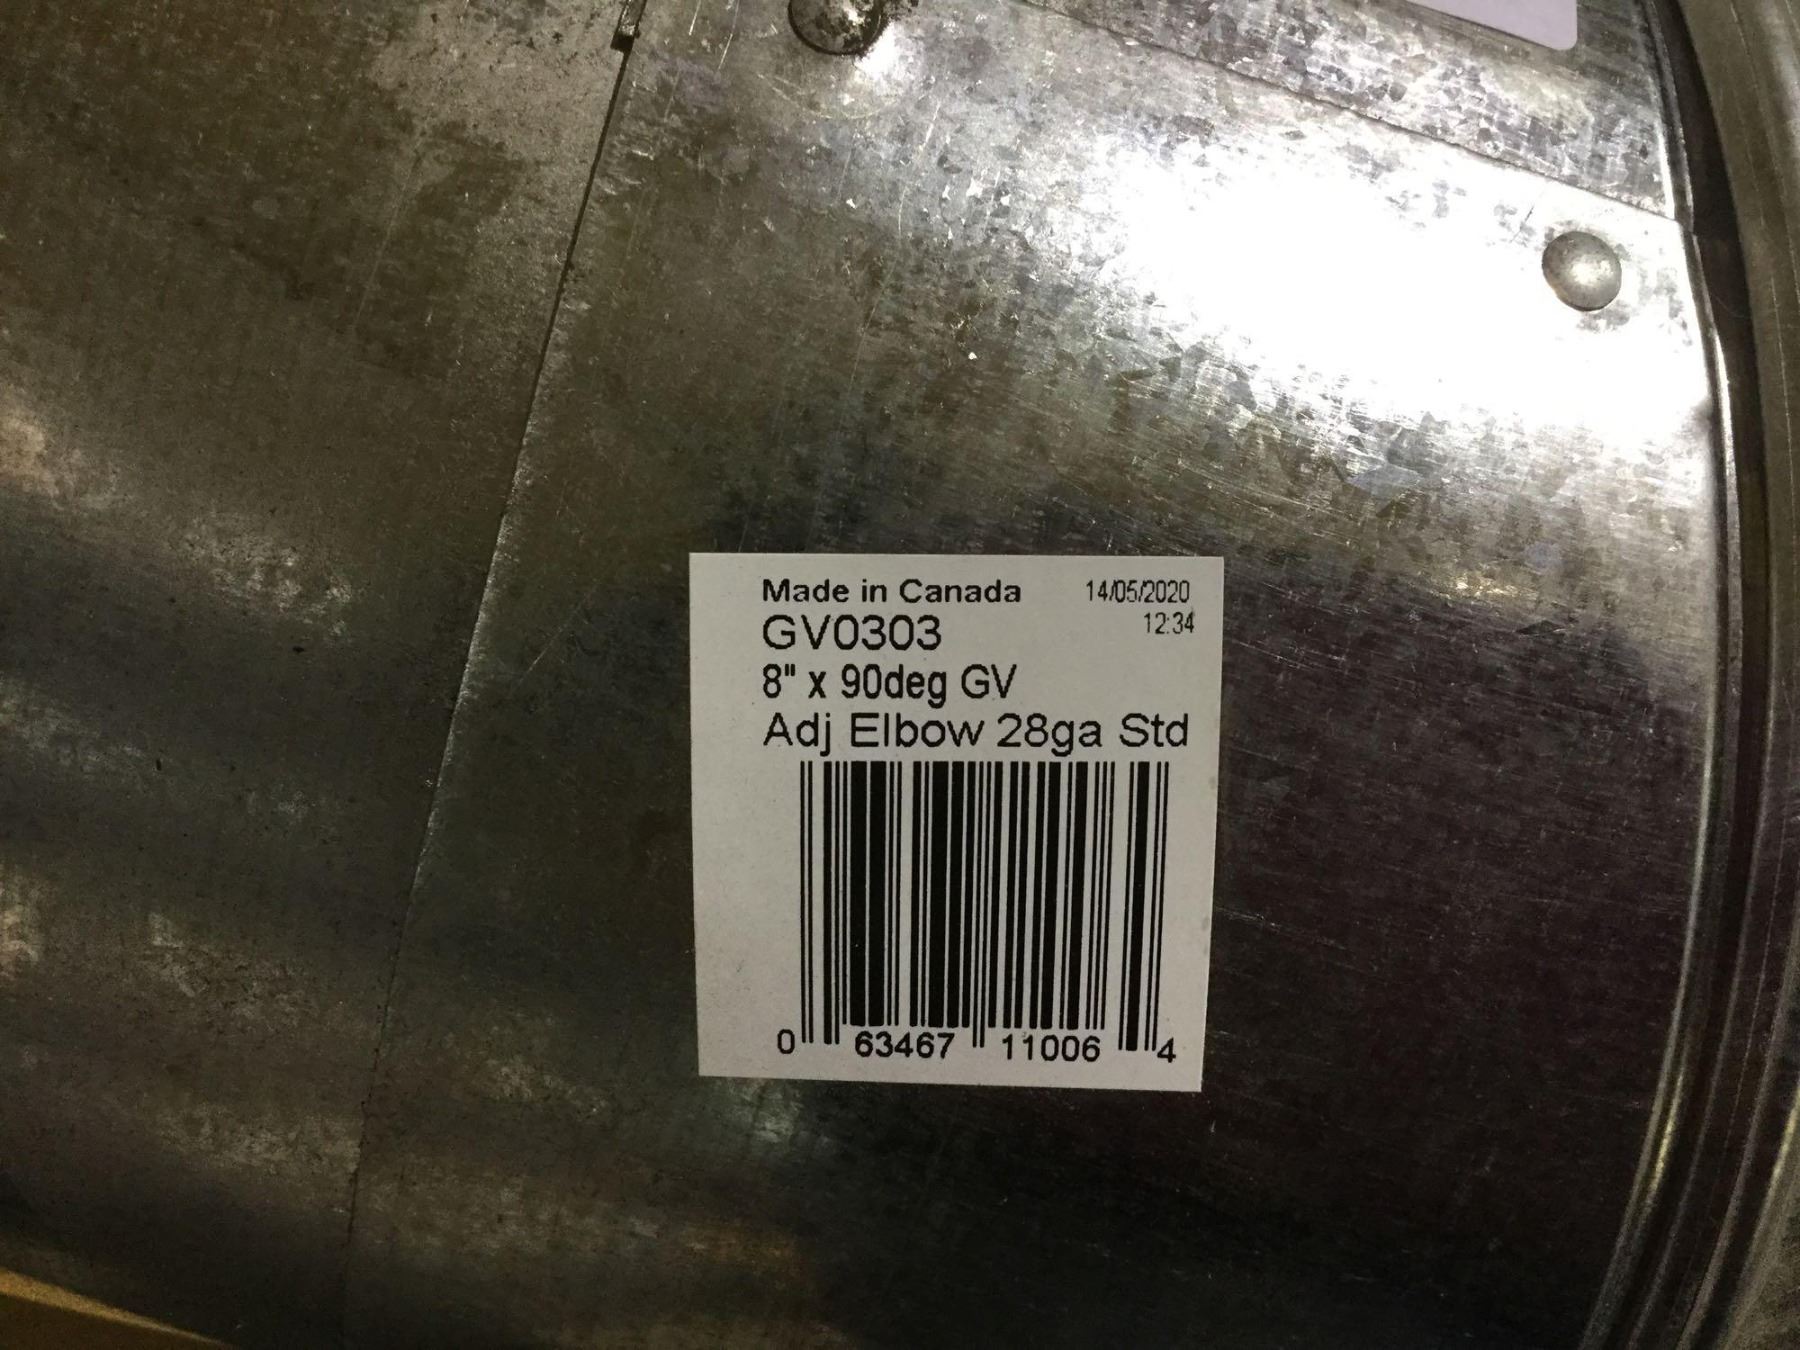 Made in Canada 14/05/2020
GV0303 12:34
8" x 90deg GV
Adj Elbow 28ga Std
0 63467 11006 4